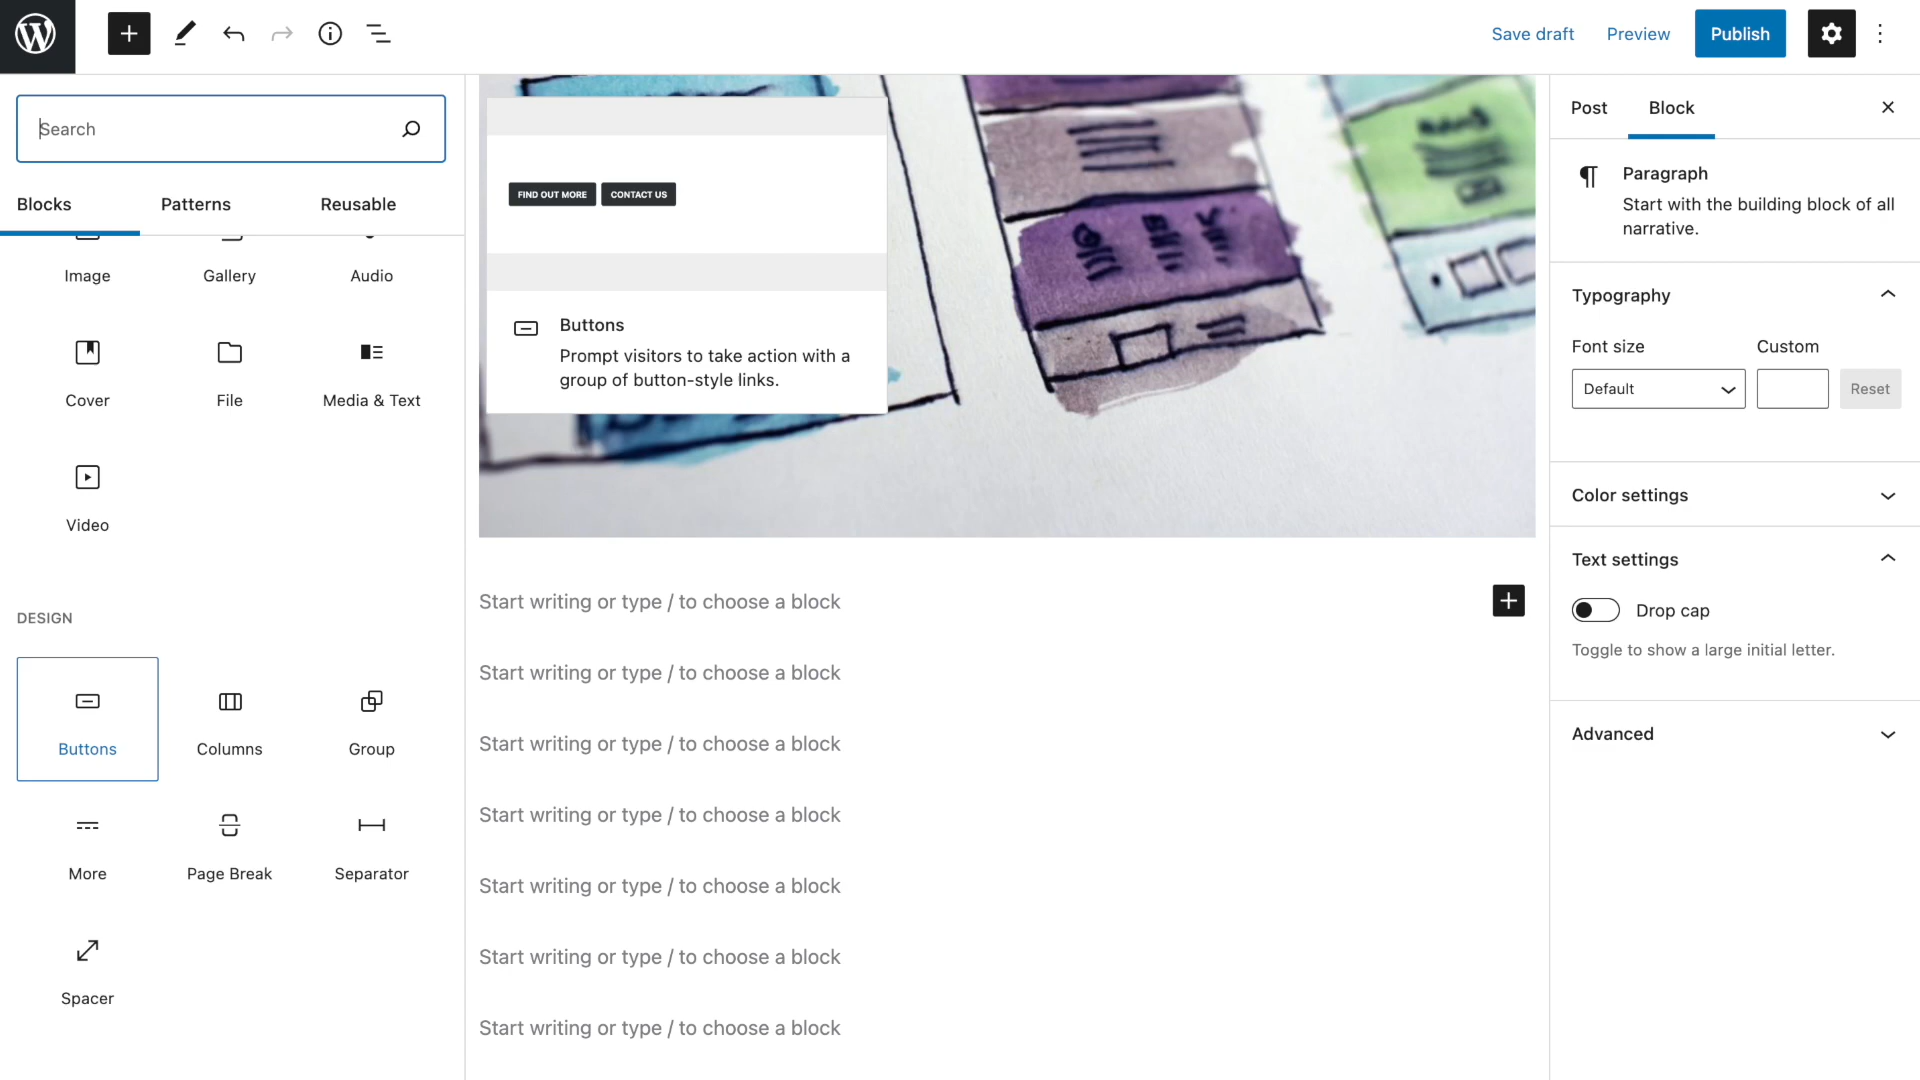 Save draft
Preview
Publish
Search
Blocks
Patterns
Reusable
Image
Gallery
Audio
Cover
File
Media & Text
Video
DESIGN
Buttons
Columns
Group
More
Page Break
Separator
Spacer
FIND OUT MORE
CONTACT US
Buttons
Prompt visitors to take action with a
group of button-style links.
Start writing or type / to choose a block
Start writing or type / to choose a block
Start writing or type / to choose a block
Start writing or type / to choose a block
Start writing or type / to choose a block
Start writing or type / to choose a block
Start writing or type / to choose a block
Post
Block
Paragraph
Start with the building block of all
narrative.
Typography
Font size
Custom
Default
Reset
Color settings
Text settings
Drop cap
Toggle to show a large initial letter.
Advanced